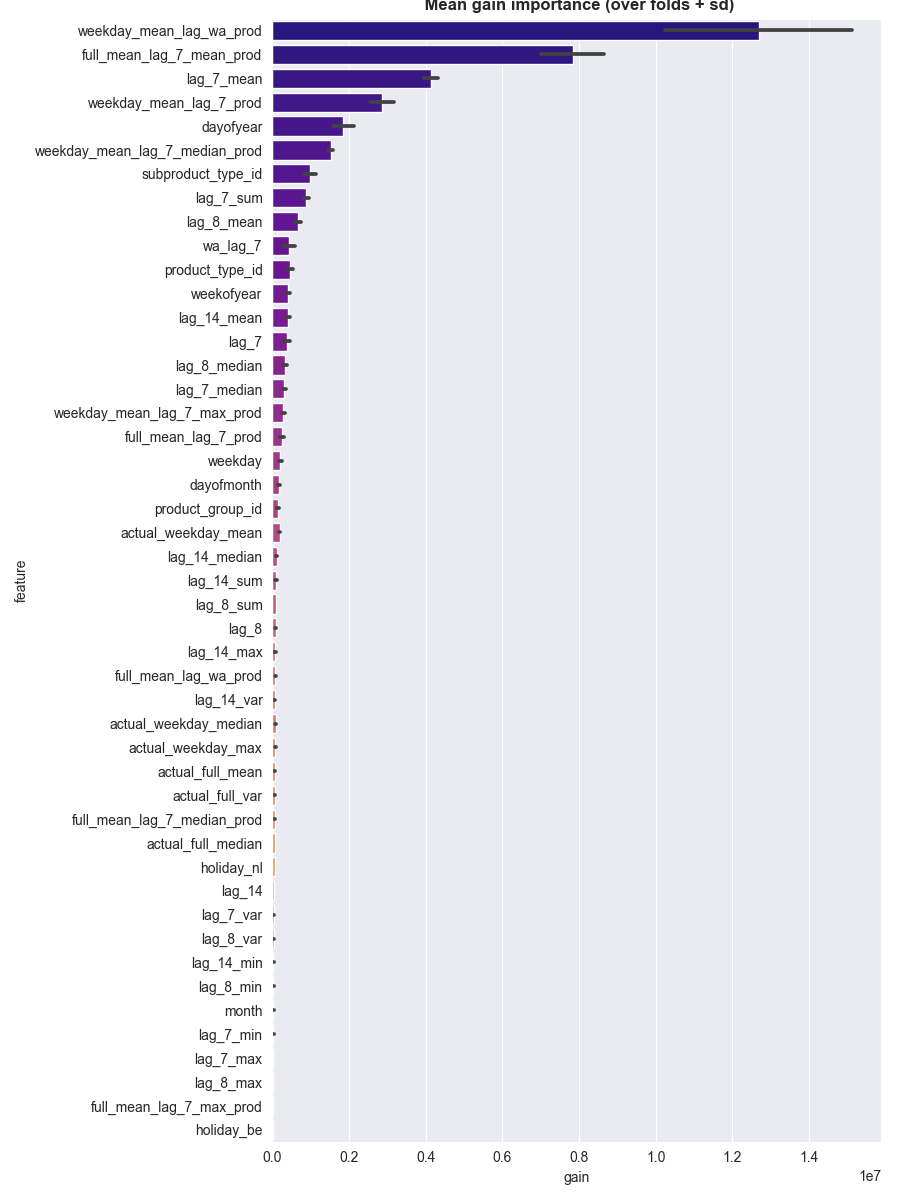 Mean gain importance (over folds + sd)
weekday_mean_lag_wa_prod
full_mean_lag_7_mean_prod
lag_7_mean
weekday_mean_lag_7_prod
dayofyear
weekday_mean_lag_7_median_prod
subproduct_type_id
lag_7_sum
lag_8_mean
wa_lag_7
product_type_id
weekofyear
lag_14_mean
lag_7
lag_8_median
lag_7_median
weekday_mean_lag_7_max_prod
full_mean_lag_7_prod
weekday
dayofmonth
product_group_id
actual_weekday_mean
lag_14_median
lag_14_sum
lag_8_sum
lag_8
lag_14_max
full_mean_lag_wa_prod
lag_14_var
actual_weekday_median
actual_weekday_max
actual_full_mean
actual_full_var
full_mean_lag_7_median_prod
actual_full_median
holiday_nl
lag_14
lag_7_var
lag_8_var
lag_14_min
lag_8_min
month
lag_7_min
lag_7_max
lag_8_max
full_mean_lag_7_max_prod
holiday_be
feature
0.0 0.2 0.4 0.6 0.8 1.0 1.2 1.4
gain
1e7